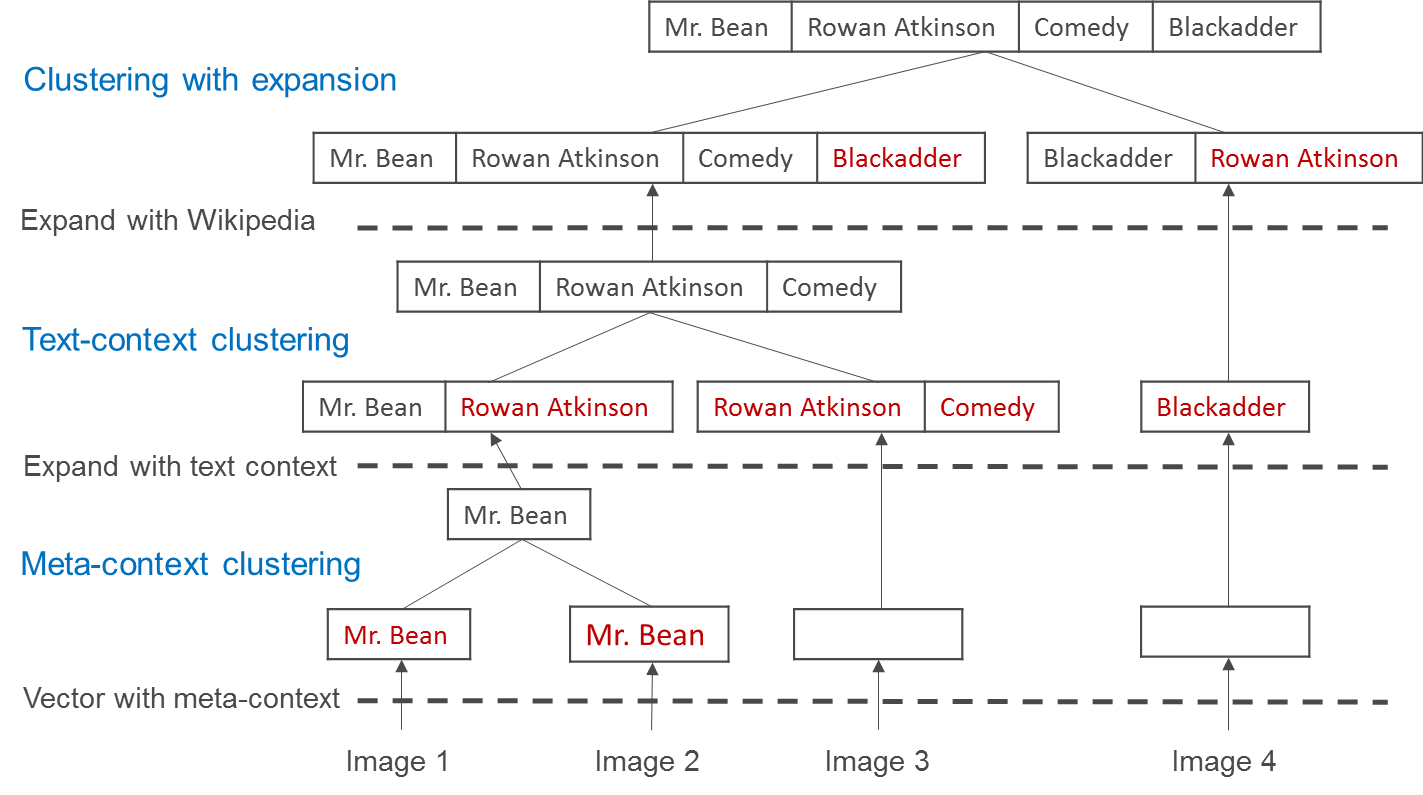 Mr. Bean Rowan Atkinson Comedy Blackadder
Clustering with expansion
Mr. Bean Rowan Atkinson Comedy Blackadder Blackadder Rowan Atkinson
Expand with Wikipedia
Mr. Bean Rowan Atkinson Comedy
Text-context clustering
Mr. Bean Rowan Atkinson Rowan Atkinson Comedy Blackadder
Expand with text context
Mr. Bean
Meta-context clustering
Mr. Bean Mr. Bean
Vector with meta-context
Image 1 Image 2 Image 3 Image 4